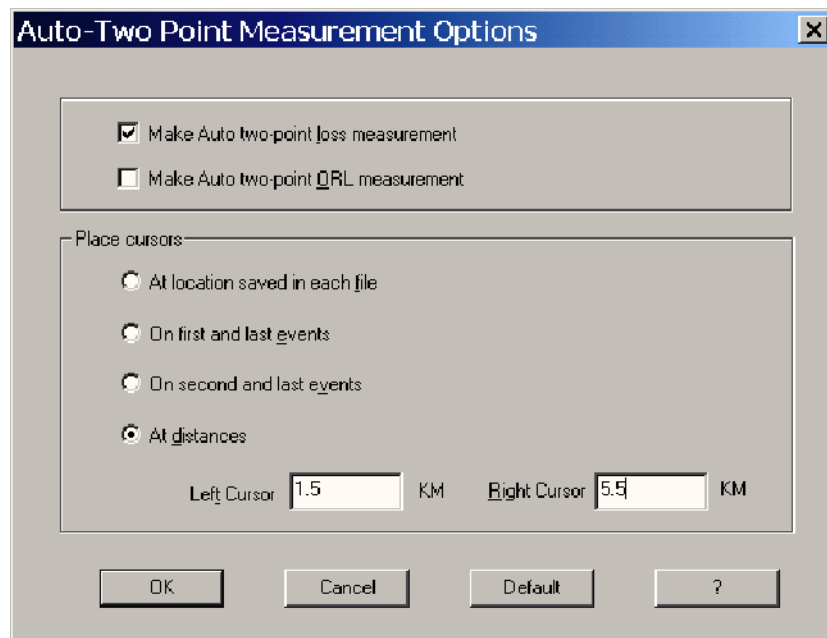 Auto-Two Point Measurement Options
Make Auto two-point loss measurement
Make Auto two-point ORL measurement
Place cursors
At location saved in each file
On first and last events
On second and last events
At distances
Left Cursor 1.5 KM Right Cursor 5.5 KM
OK Cancel Default ?